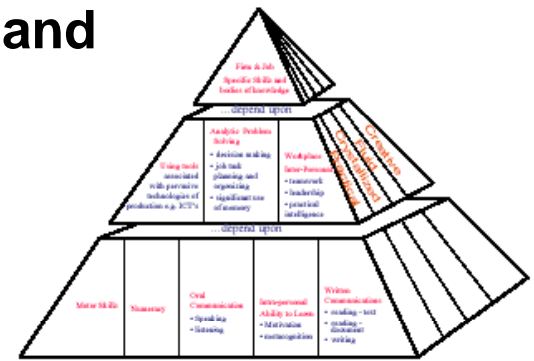 and
Firm & Job
Specific Skills and
bodies of knowledge
...depend upon
Using tools
associated
with pervasive
technologies of
production e.g. ICT's
Analytic Problem
Solving
• decision making
• job task
planning and
organizing
• significant use
of memory
Workplace
Inter-Personal
• teamwork
• leadership
• practical
intelligence
Practical
Crystallized
Fluid
Creative
...depend upon
Motor Skills
Numeracy
Oral
Communication
• Speaking
• listening
Intra-personal
Ability to Learn
• Motivation
• metacognition
Written
Communications
• reading - text
• reading -
document
• writing